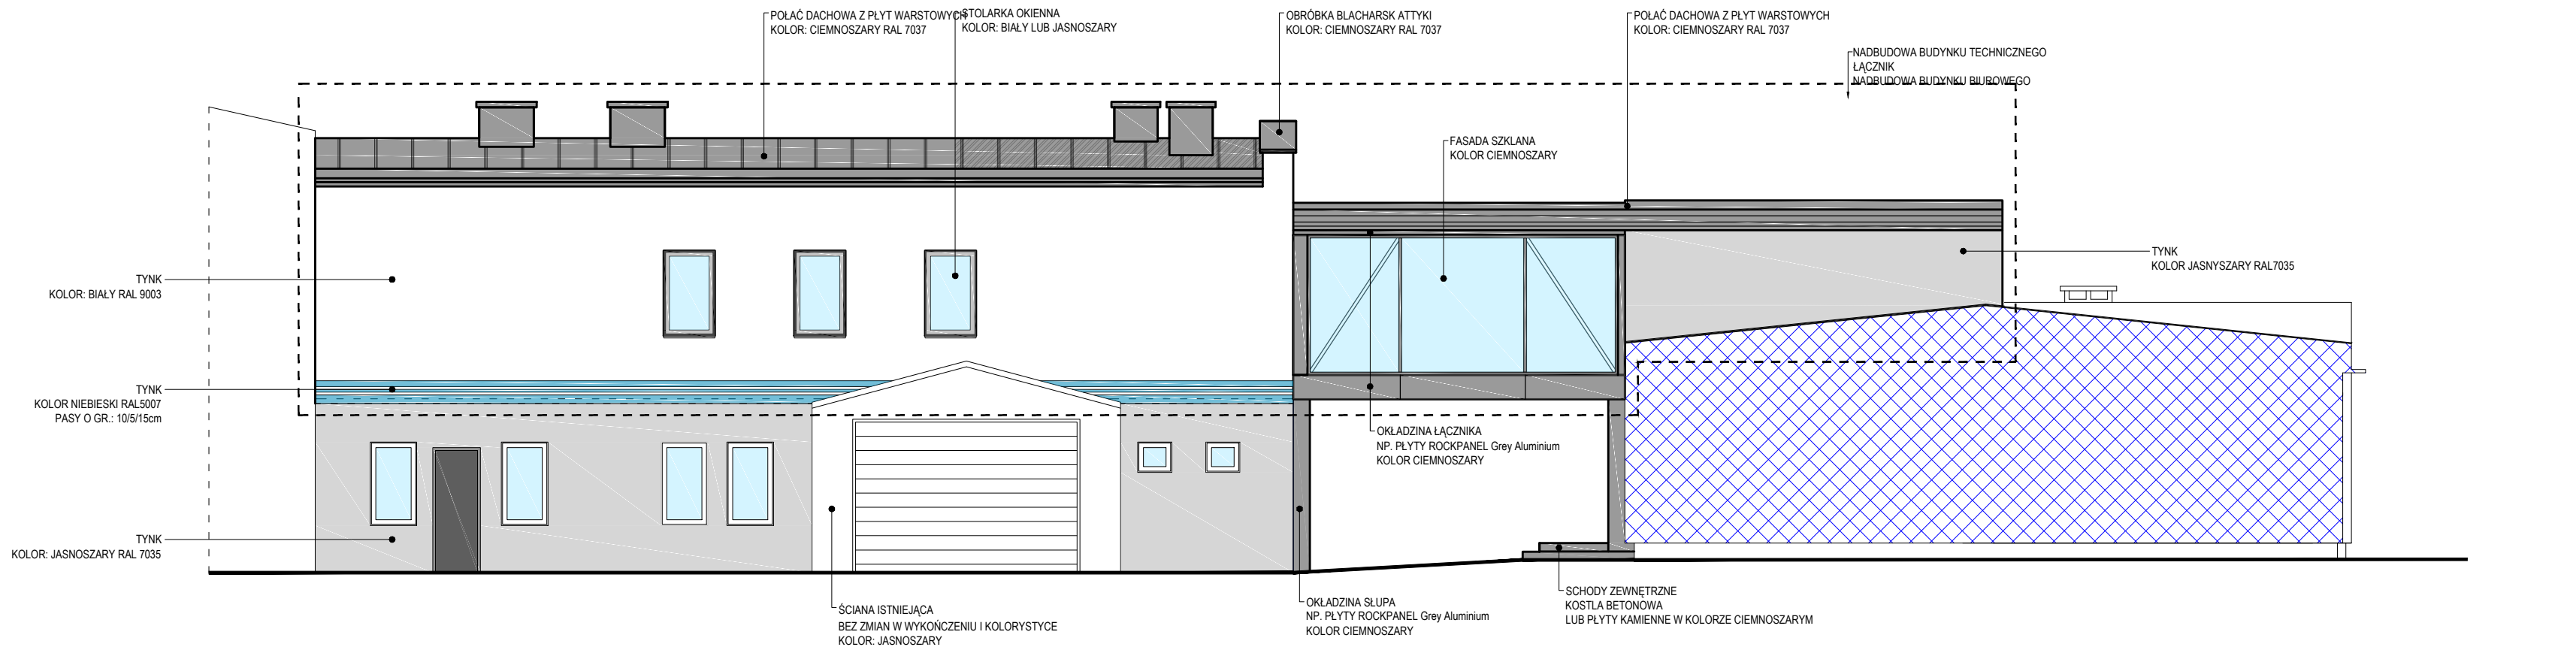 POŁAĆ DACHOWA Z PŁYT WARSTOWYCH
KOLOR: CIEMNOSZARY RAL 7037
STOLARKA OKIENNA
KOLOR: BIAŁY LUB JASNOSZARY
OBRÓBKA BLACHARSK ATTYKI
KOLOR: CIEMNOSZARY RAL 7037
POŁAĆ DACHOWA Z PŁYT WARSTOWYCH
KOLOR: CIEMNOSZARY RAL 7037
NADBUDOWA BUDYNKU TECHNICZNEGO
ŁĄCZNIK
NADBUDOWA BUDYNKU BIUROWEGO
FASADA SZKLANA
KOLOR CIEMNOSZARY
TYNK
KOLOR JASNYSZARY RAL7035
TYNK
KOLOR: BIAŁY RAL 9003
TYNK
KOLOR NIEBIESKI RAL5007
PASY O GR.: 10/5/15cm
OKŁADZINA ŁĄCZNIKA
NP. PŁYTY ROCKPANEL Grey Aluminium
KOLOR CIEMNOSZARY
TYNK
KOLOR: JASNOSZARY RAL 7035
ŚCIANA ISTNIEJĄCA
BEZ ZMIAN W WYKOŃCZENIU I KOLORYSTYCE
KOLOR: JASNOSZARY
OKŁADZINA SŁUPA
NP. PŁYTY ROCKPANEL Grey Aluminium
KOLOR CIEMNOSZARY
SCHODY ZEWNĘTRZNE
KOSTLA BETONOWA
LUB PŁYTY KAMIENNE W KOLORZE CIEMNOSZARYM